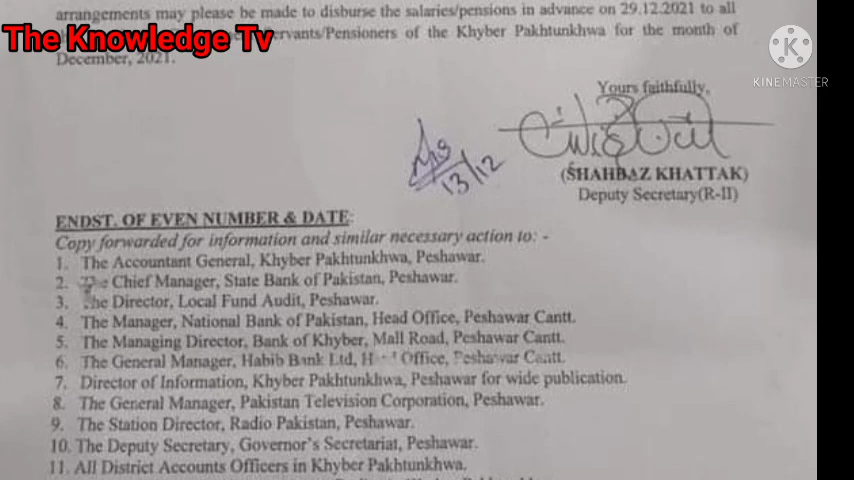 arrangements may please be made to disburse the salaries/pensions in advance on 29.12.2021 to all
The Knowledge Tv
ervants/Pensioners of the Khyber Pakhtunkhwa for the month of
December, 2021.
KINEMASTER
Yours faithfully,
13/12
(SHAHBAZ KHATTAK)
Deputy Secretary(R-II)
ENDST. OF EVEN NUMBER & DATE:
Copy forwarded for information and similar necessary action to: -
1. The Accountant General, Khyber Pakhtunkhwa, Peshawar.
2. The Chief Manager, State Bank of Pakistan, Peshawar.
3. The Director, Local Fund Audit, Peshawar.
4. The Manager, National Bank of Pakistan, Head Office, Peshawar Cantt.
5. The Managing Director, Bank of Khyber, Mall Road, Peshawar Cantt.
6. The General Manager, Habib Bank Ltd, Head Office, Peshawar Cantt.
7. Director of Information, Khyber Pakhtunkhwa, Peshawar for wide publication.
8. The General Manager, Pakistan Television Corporation, Peshawar.
9. The Station Director, Radio Pakistan, Peshawar.
10. The Deputy Secretary, Governor's Secretariat, Peshawar.
11. All District Accounts Officers in Khyber Pakhtunkhwa.